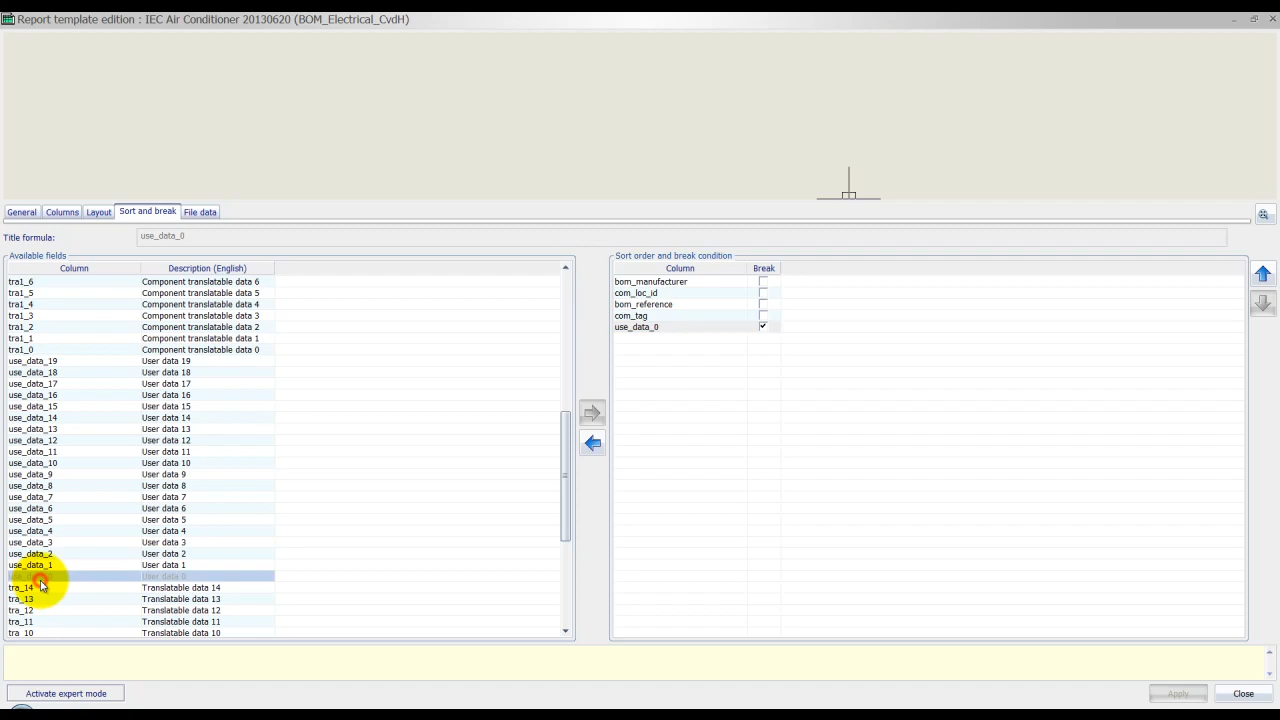 Report template edition : IEC Air Conditioner 20130620 (BOM_Electrical_CvdH)
General Columns Layout Sort and break File data
Title formula: use_data_0
Available fields
Column Description (English)
tra1_6 Component translatable data 6
tra1_5 Component translatable data 5
tra1_4 Component translatable data 4
tra1_3 Component translatable data 3
tra1_2 Component translatable data 2
tra1_1 Component translatable data 1
tra1_0 Component translatable data 0
use_data_19 User data 19
use_data_18 User data 18
use_data_17 User data 17
use_data_16 User data 16
use_data_15 User data 15
use_data_14 User data 14
use_data_13 User data 13
use_data_12 User data 12
use_data_11 User data 11
use_data_10 User data 10
use_data_9 User data 9
use_data_8 User data 8
use_data_7 User data 7
use_data_6 User data 6
use_data_5 User data 5
use_data_4 User data 4
use_data_3 User data 3
use_data_2 User data 2
use_data_1 User data 1
User data 0
tra_14 Translatable data 14
tra_13 Translatable data 13
tra_12 Translatable data 12
tra_11 Translatable data 11
tra_10 Translatable data 10
Sort order and break condition
Column Break
bom_manufacturer
com_loc_id
bom_reference
com_tag
use_data_0
Activate expert mode
Apply
Close